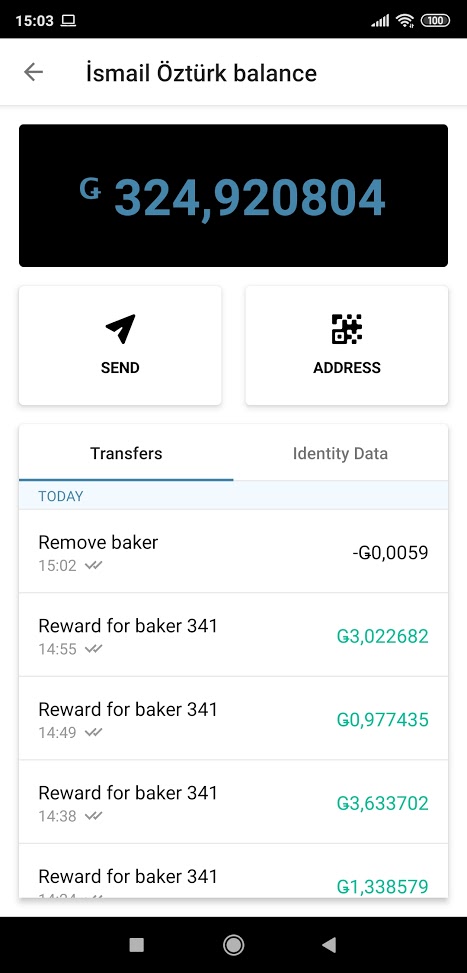 15:03
100
İsmail Öztürk balance
Ǥ 324,920804
SEND
ADDRESS
Transfers
Identity Data
TODAY
Remove baker
-Ǥ0,0059
15:02
Reward for baker 341
Ǥ3,022682
14:55
Reward for baker 341
Ǥ0,977435
14:49
Reward for baker 341
Ǥ3,633702
14:38
Reward for baker 341
Ǥ1,338579